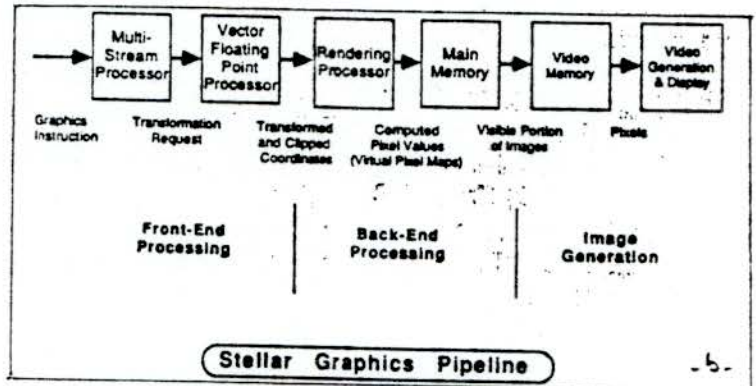 Multi-
Stream
Processor
Vector
Floating
Point
Processor
Rendering
Processor
Main
Memory
Video
Memory
Video
Generation
& Display
Graphics
Instruction
Transformation
Request
Transformed
and Clipped
Coordinates
Computed
Pixel Values
(Virtual Pixel Maps)
Visible Portion
of Images
Pixels
Front-End
Processing
Back-End
Processing
Image
Generation
Stellar Graphics Pipeline
-5-